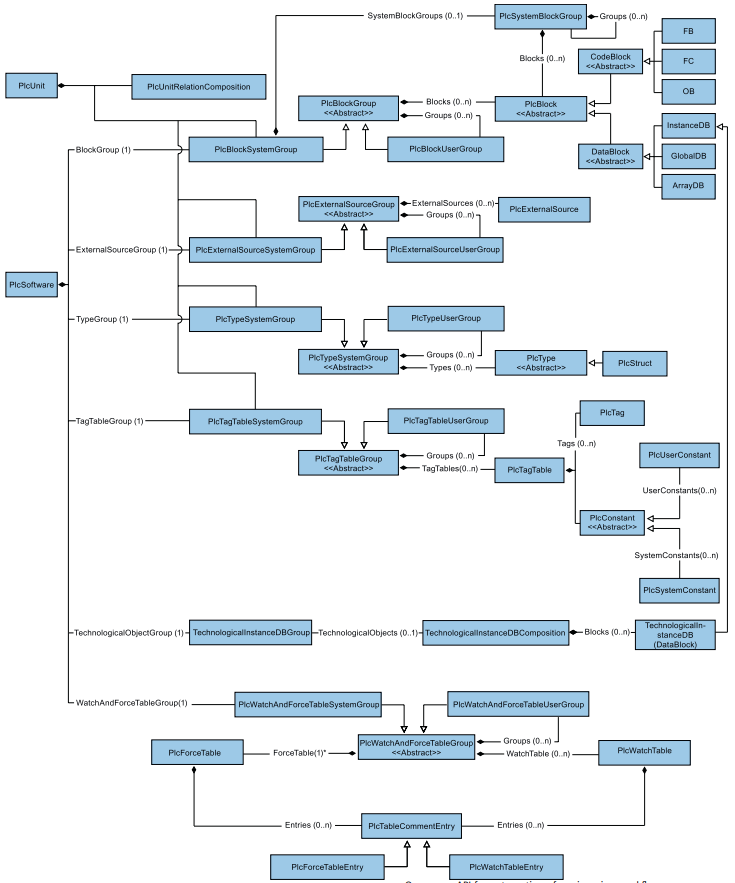 SystemBlockGroups (0..1)
PlcSystemBlockGroup
Groups (0..n)
FB
Blocks (0..n)
CodeBlock
<<Abstract>>
FC
PlcUnit
PlcUnitRelationComposition
OB
PlcBlockGroup
<<Abstract>>
Blocks (0..n)
Groups (0..n)
PlcBlock
<<Abstract>>
InstanceDB
BlockGroup (1)
PlcBlockSystemGroup
PlcBlockUserGroup
DataBlock
<<Abstract>>
GlobalDB
ArrayDB
PlcExternalSourceGroup
<<Abstract>>
ExternalSources (0..n)
Groups (0..n)
PlcExternalSource
ExternalSourceGroup (1)
PlcExternalSourceSystemGroup
PlcExternalSourceUserGroup
PlcSoftware
TypeGroup (1)
PlcTypeSystemGroup
PlcTypeUserGroup
PlcTypeSystemGroup
<<Abstract>>
Groups (0..n)
Types (0..n)
PlcType
<<Abstract>>
PlcStruct
TagTableGroup (1)
PlcTagTableSystemGroup
PlcTagTableUserGroup
PlcTag
Tags (0..n)
PlcTagTableGroup
<<Abstract>>
Groups (0..n)
TagTables(0..n)
PlcTagTable
PlcUserConstant
UserConstants(0..n)
PlcConstant
<<Abstract>>
SystemConstants(0..n)
PlcSystemConstant
TechnologicalObjectGroup (1)
TechnologicalInstanceDBGroup
TechnologicalObjects (0..1)
TechnologicalInstanceDBComposition
Blocks (0..n)
TechnologicalIn-
stanceDB
(DataBlock)
WatchAndForceTableGroup(1)
PlcWatchAndForceTableSystemGroup
PlcWatchAndForceTableUserGroup
PlcForceTable
ForceTable(1)*
PlcWatchAndForceTableGroup
<<Abstract>>
Groups (0..n)
WatchTable (0..n)
PlcWatchTable
Entries (0..n)
PlcTableCommentEntry
Entries (0..n)
PlcForceTableEntry
PlcWatchTableEntry